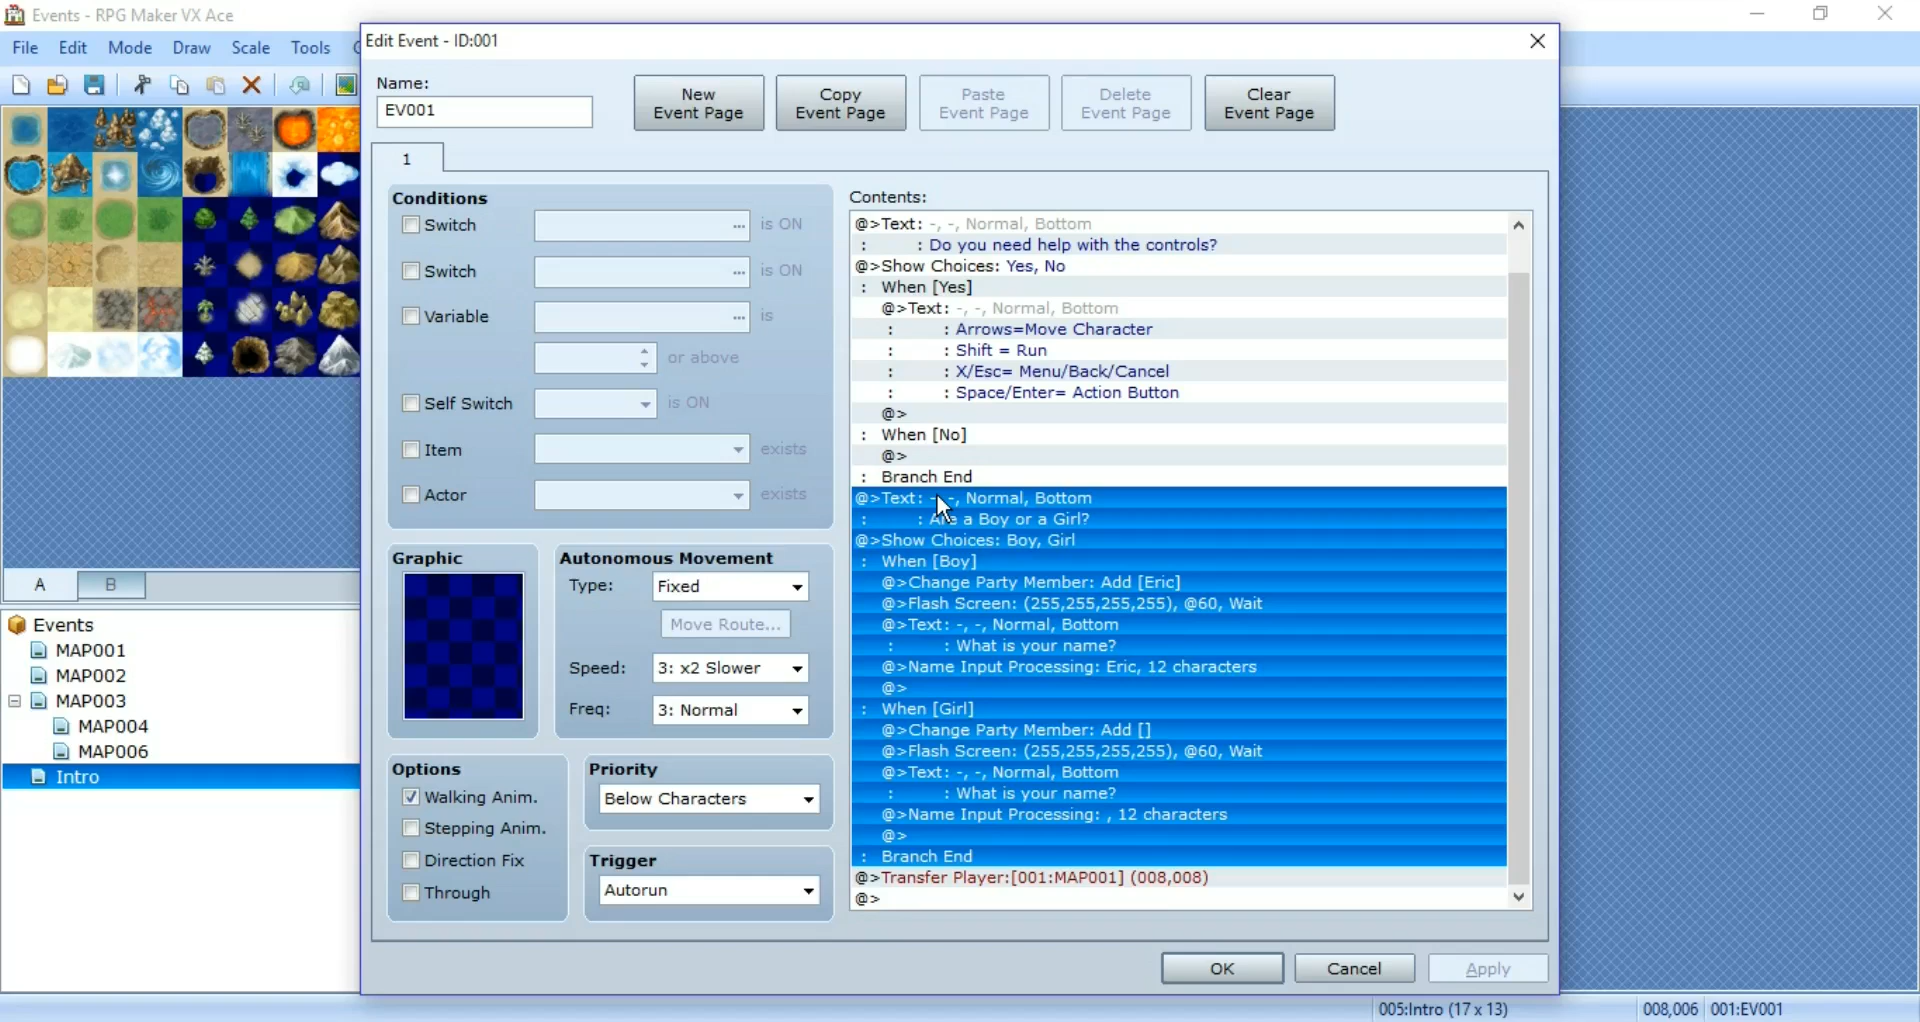 Events - RPG Maker VX Ace
File Edit Mode Draw Scale Tools
Edit Event - ID:001
Name:
EV001
New Event Page
Copy Event Page
Paste Event Page
Delete Event Page
Clear Event Page
1
Conditions
Switch ... is ON
Switch ... is ON
Variable ... is
or above
Self Switch is ON
Item exists
Actor exists
Graphic
Autonomous Movement
Type: Fixed
Move Route...
Speed: 3: x2 Slower
Freq: 3: Normal
Options
Walking Anim.
Stepping Anim.
Direction Fix
Through
Priority
Below Characters
Trigger
Autorun
Contents:
@>Text: -, -, Normal, Bottom
: : Do you need help with the controls?
@>Show Choices: Yes, No
: When [Yes]
@>Text: -, -, Normal, Bottom
: : Arrows=Move Character
: : Shift = Run
: : X/Esc= Menu/Back/Cancel
: : Space/Enter= Action Button
@>
: When [No]
@>
: Branch End
@>Text: -, -, Normal, Bottom
: : Are a Boy or a Girl?
@>Show Choices: Boy, Girl
: When [Boy]
@>Change Party Member: Add [Eric]
@>Flash Screen: (255,255,255,255), @60, Wait
@>Text: -, -, Normal, Bottom
: : What is your name?
@>Name Input Processing: Eric, 12 characters
@>
: When [Girl]
@>Change Party Member: Add []
@>Flash Screen: (255,255,255,255), @60, Wait
@>Text: -, -, Normal, Bottom
: : What is your name?
@>Name Input Processing: , 12 characters
@>
: Branch End
@>Transfer Player:[001:MAP001] (008,008)
@>
OK Cancel Apply
A B
Events
MAP001
MAP002
MAP003
MAP004
MAP006
Intro
005:Intro (17 x 13) 008,006 001:EV001